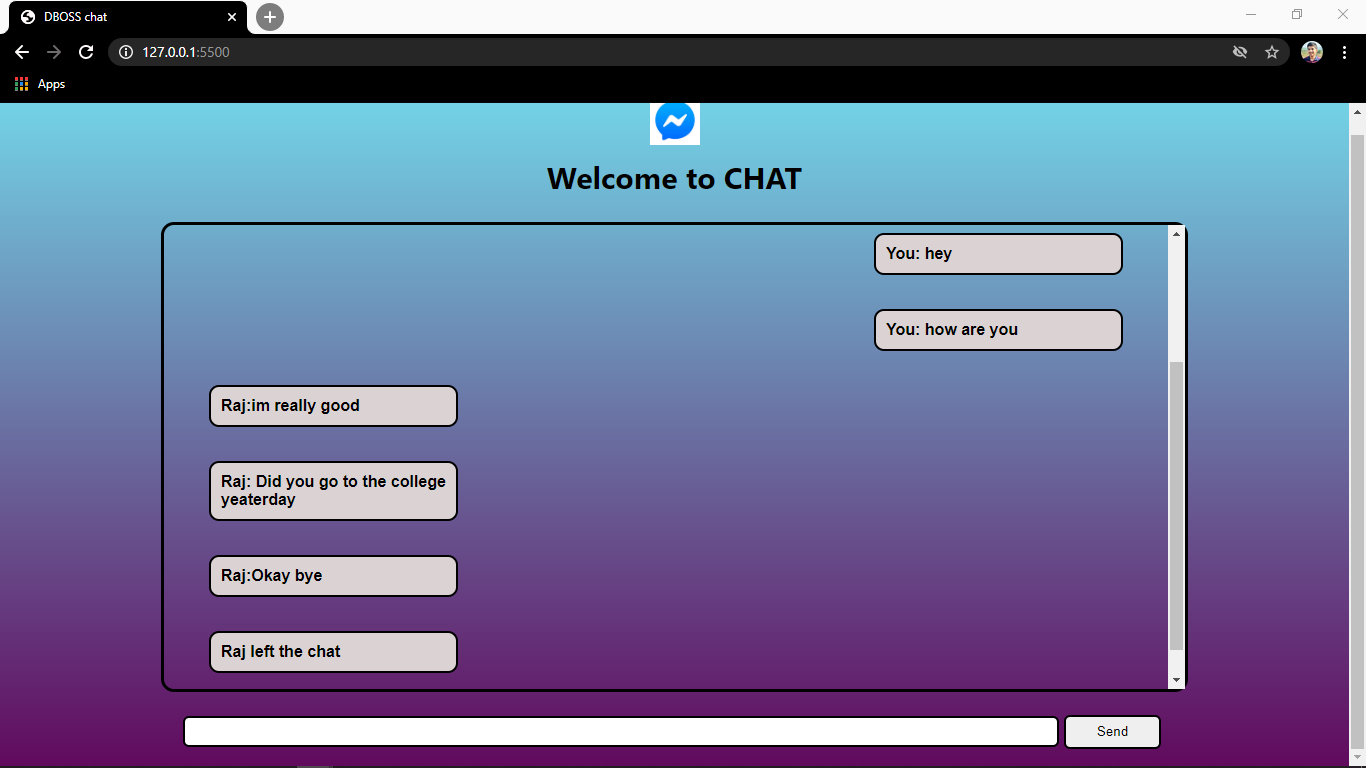 DBOSS chat
127.0.0.1:5500
Apps
Welcome to CHAT
You: hey
You: how are you
Raj:im really good
Raj: Did you go to the college
yeaterday
Raj:Okay bye
Raj left the chat
Send